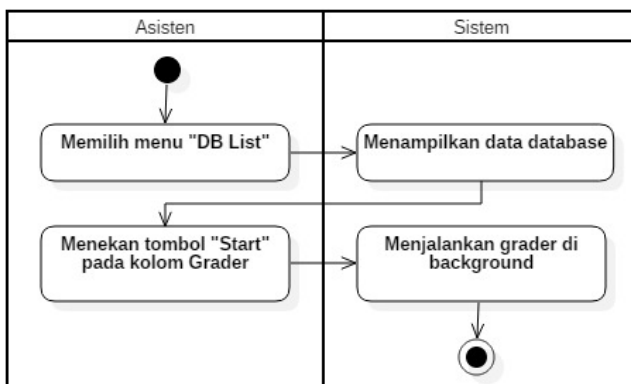 Asisten
Sistem
Memilih menu "DB List"
Menampilkan data database
Menekan tombol "Start"
pada kolom Grader
Menjalankan grader di
background